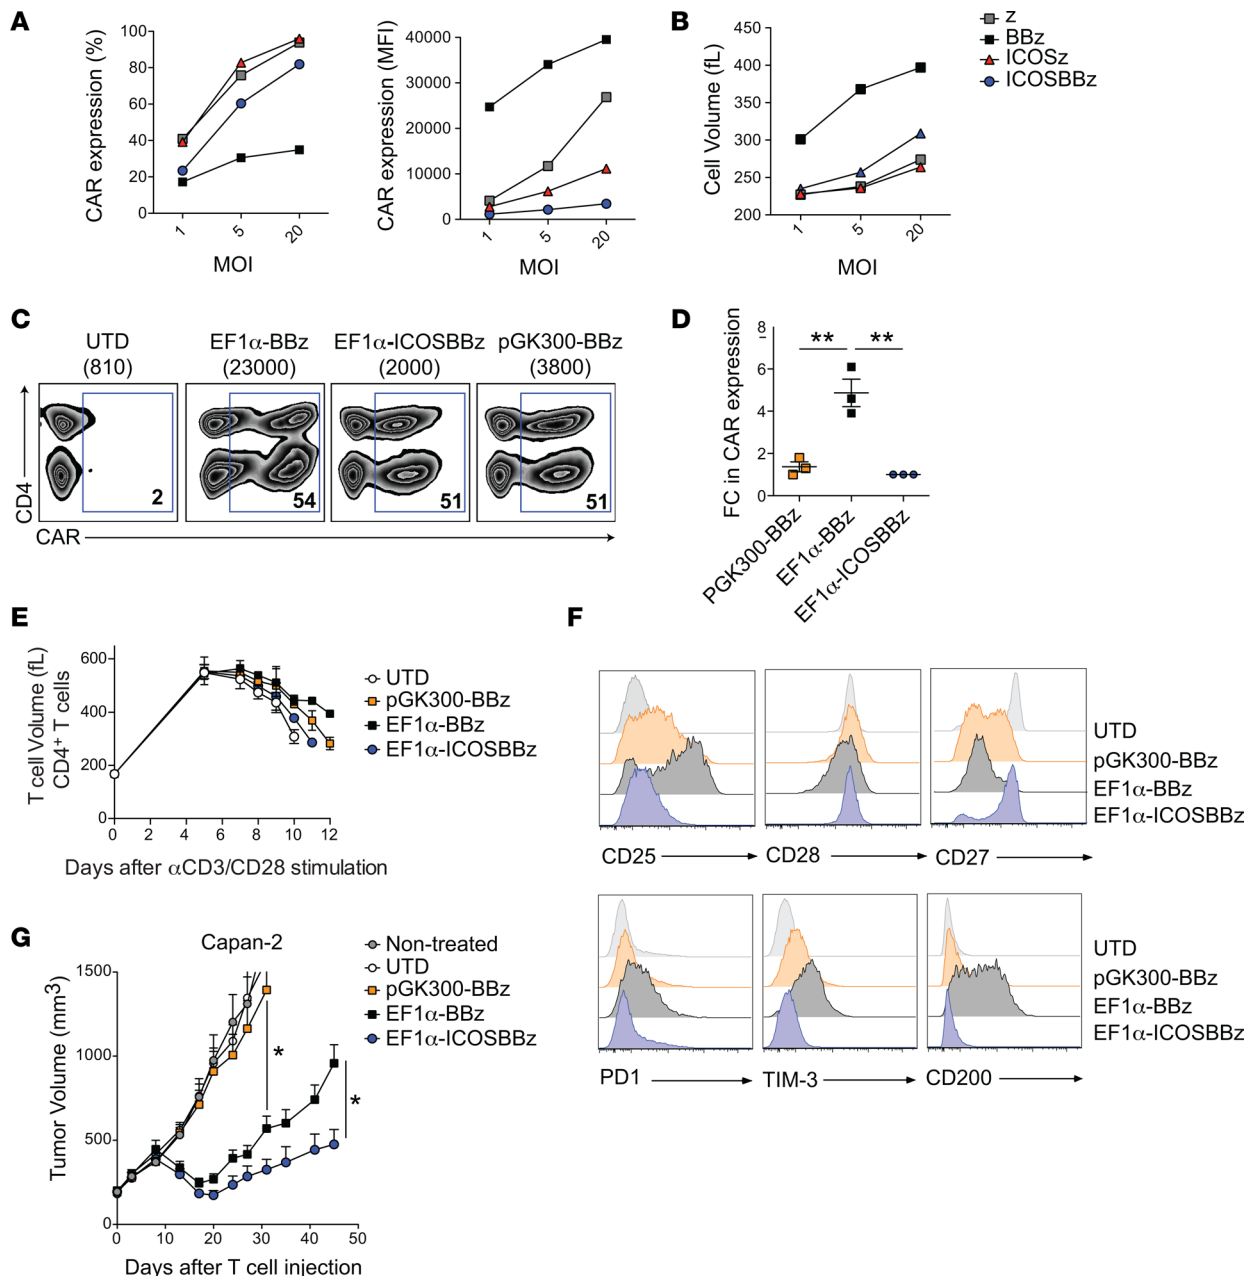 A
CAR expression (%)
100
80
60
40
20
0
1
5
20
MOI
CAR expression (MFI)
40000
30000
20000
10000
0
1
5
20
MOI
B
Cell Volume (fL)
450
400
350
300
250
200
1
5
20
MOI
z
BBz
ICOSz
ICOSBBz
C
UTD
(810)
EF1α-BBz
(23000)
EF1α-ICOSBBz
(2000)
pGK300-BBz
(3800)
CD4
2
54
51
51
CAR
D
FC in CAR expression
8
6
4
2
0
**
**
PGK300-BBz
EF1α-BBz
EF1α-ICOSBBz
E
T cell Volume (fL)
CD4+ T cells
600
400
200
0
0 2 4 6 8 10 12
Days after αCD3/CD28 stimulation
UTD
pGK300-BBz
EF1α-BBz
EF1α-ICOSBBz
F
UTD
pGK300-BBz
EF1α-BBz
EF1α-ICOSBBz
CD25
CD28
CD27
UTD
pGK300-BBz
EF1α-BBz
EF1α-ICOSBBz
PD1
TIM-3
CD200
G
Capan-2
Tumor Volume (mm3)
1500
1000
500
0
0 10 20 30 40 50
Days after T cell injection
*
*
Non-treated
UTD
pGK300-BBz
EF1α-BBz
EF1α-ICOSBBz